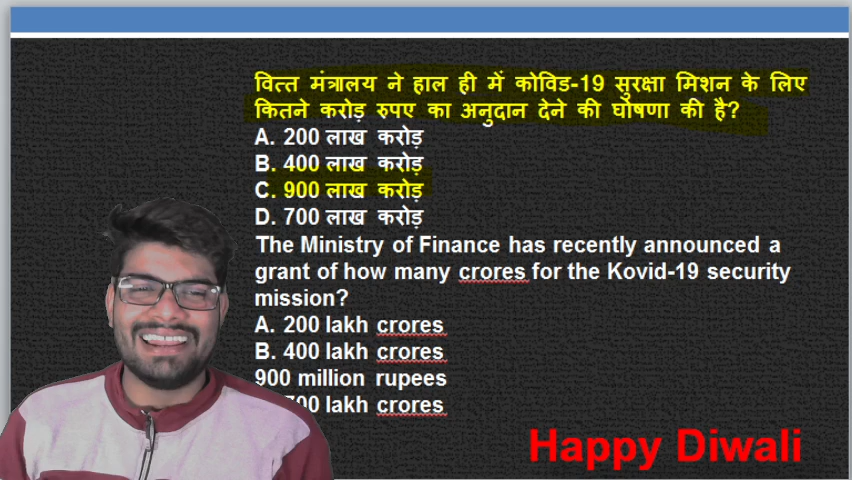 वित्त मंत्रालय ने हाल ही में कोविड-19 सुरक्षा मिशन के लिए
कितने करोड़ रुपए का अनुदान देने की घोषणा की है?
A. 200 लाख करोड़
B. 400 लाख करोड़
C. 900 लाख करोड़
D. 700 लाख करोड़
The Ministry of Finance has recently announced a
grant of how many crores for the Kovid-19 security
mission?
A. 200 lakh crores
B. 400 lakh crores
900 million rupees
700 lakh crores
Happy Diwali